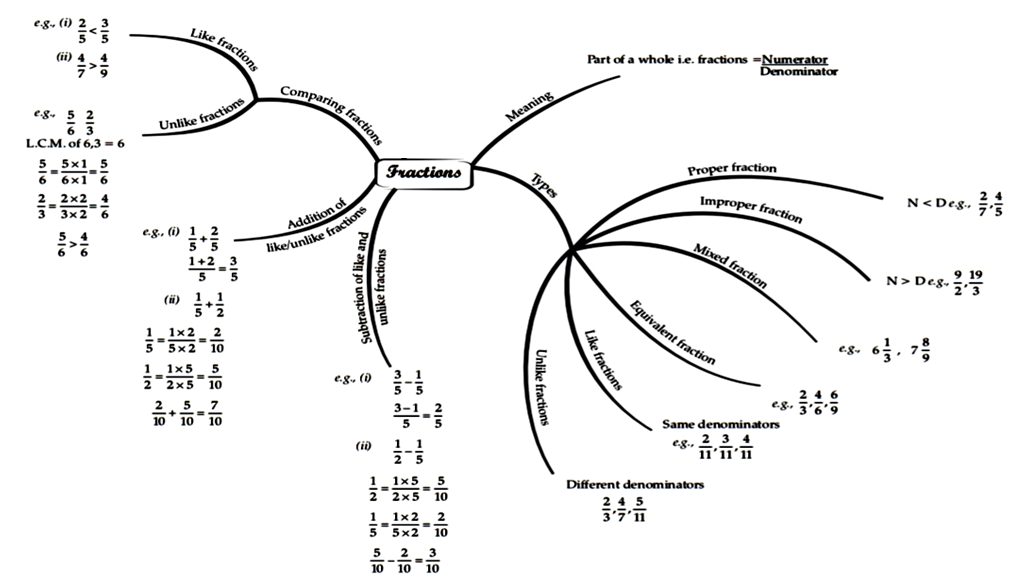 Fractions
Meaning
Part of a whole i.e. fractions = Numerator/Denominator
Types
Proper fraction
N < D e.g., 2/7, 4/5
Improper fraction
N > D e.g., 9/2, 19/3
Mixed fraction
e.g., 6 1/3 , 7 8/9
Equivalent fraction
e.g., 2/3, 4/6, 6/9
Like fractions
Same denominators
e.g., 2/11, 3/11, 4/11
Unlike fractions
Different denominators
2/3, 4/7, 5/11
Comparing fractions
Like fractions
e.g., (i) 2/5 < 3/5
(ii) 4/7 > 4/9
Unlike fractions
e.g., 5/6 2/3
L.C.M. of 6,3 = 6
5/6 = 5×1/6×1 = 5/6
2/3 = 2×2/3×2 = 4/6
5/6 > 4/6
Addition of
like/unlike fractions
e.g., (i) 1/5 + 2/5
1+2/5 = 3/5
(ii) 1/5 + 1/2
1/5 = 1×2/5×2 = 2/10
1/2 = 1×5/2×5 = 5/10
2/10 + 5/10 = 7/10
Subtraction of like and
unlike fractions
e.g., (i) 3/5 − 1/5
3−1/5 = 2/5
(ii) 1/2 − 1/5
1/2 = 1×5/2×5 = 5/10
1/5 = 1×2/5×2 = 2/10
5/10 − 2/10 = 3/10